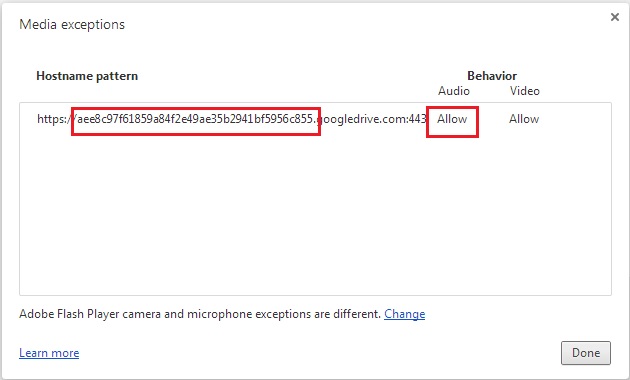 Media exceptions
Hostname pattern Behavior
Audio Video
https://aee8c97f61859a84f2e49ae35b2941bf5956c855.googledrive.com:443 Allow Allow
Adobe Flash Player camera and microphone exceptions are different. Change
Learn more Done